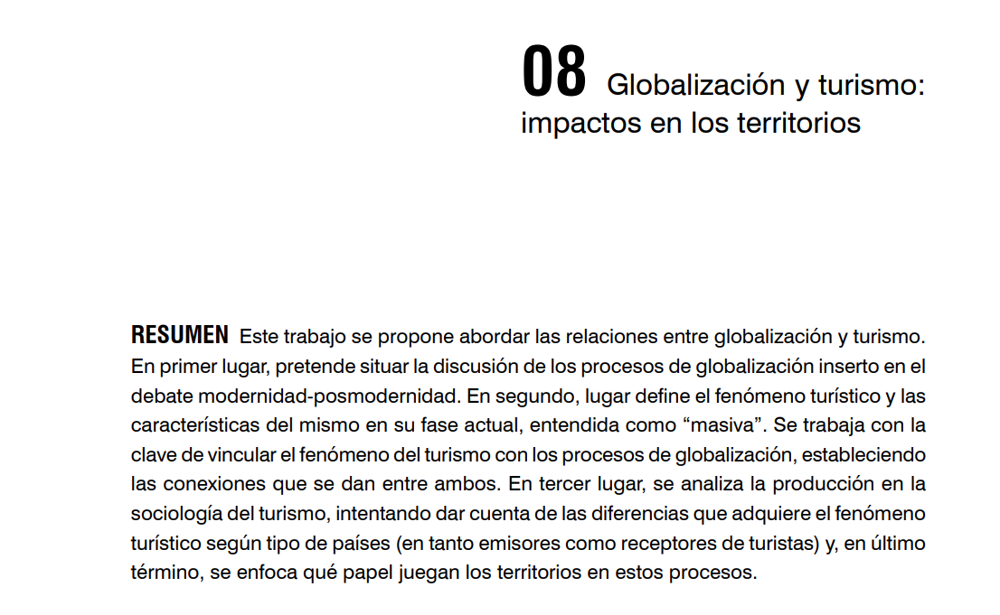 08 Globalización y turismo:
impactos en los territorios
RESUMEN Este trabajo se propone abordar las relaciones entre globalización y turismo.
En primer lugar, pretende situar la discusión de los procesos de globalización inserto en el
debate modernidad-posmodernidad. En segundo, lugar define el fenómeno turístico y las
características del mismo en su fase actual, entendida como “masiva”. Se trabaja con la
clave de vincular el fenómeno del turismo con los procesos de globalización, estableciendo
las conexiones que se dan entre ambos. En tercer lugar, se analiza la producción en la
sociología del turismo, intentando dar cuenta de las diferencias que adquiere el fenómeno
turístico según tipo de países (en tanto emisores como receptores de turistas) y, en último
término, se enfoca qué papel juegan los territorios en estos procesos.